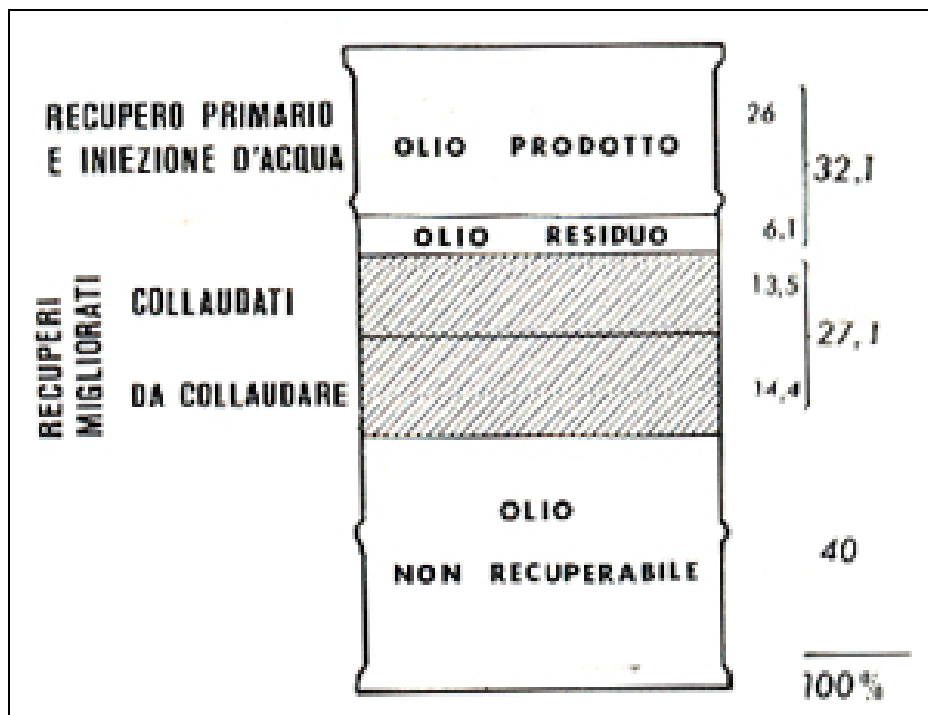 RECUPERO PRIMARIO
E INIEZIONE D'ACQUA
OLIO PRODOTTO
26
32,1
OLIO RESIDUO
6,1
RECUPERI
MIGLIORATI
COLLAUDATI
13,5
27,1
DA COLLAUDARE
14,4
OLIO
NON RECUPERABILE
40
100%